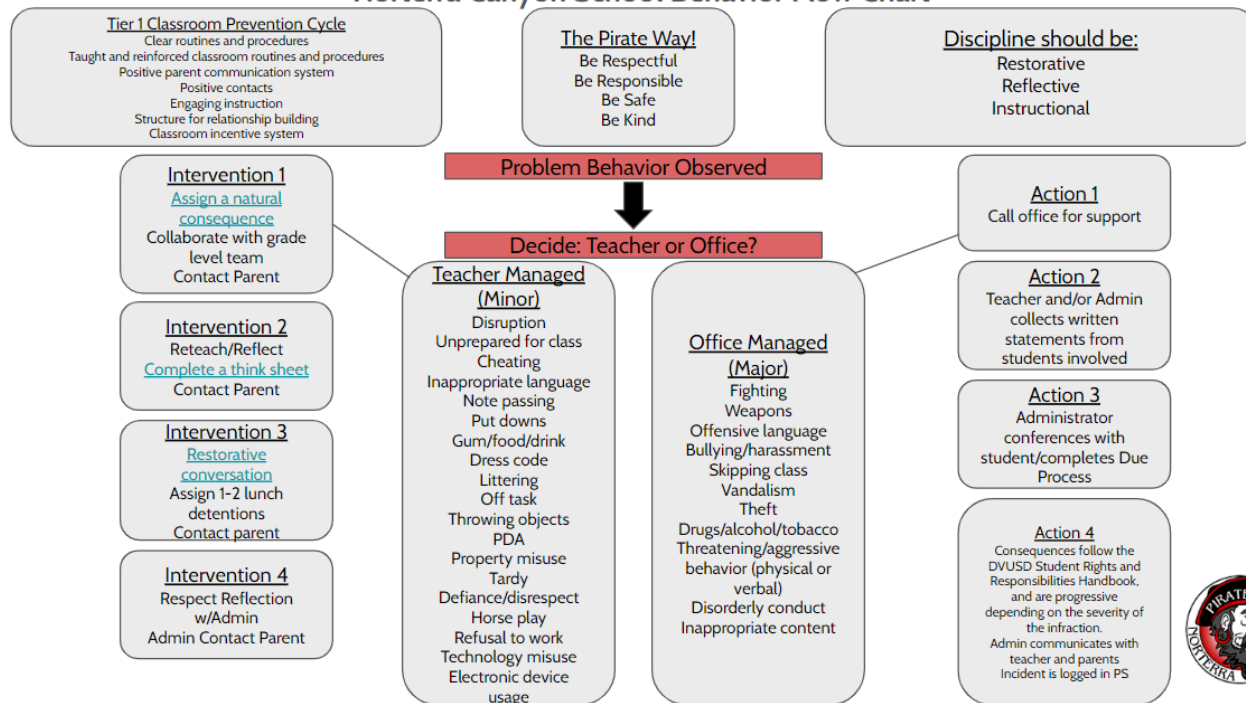 Norterra Canyon School Behavior Flow Chart
Tier 1 Classroom Prevention Cycle
Clear routines and procedures
Taught and reinforced classroom routines and procedures
Positive parent communication system
Positive contacts
Engaging instruction
Structure for relationship building
Classroom incentive system
The Pirate Way!
Be Respectful
Be Responsible
Be Safe
Be Kind
Discipline should be:
Restorative
Reflective
Instructional
Problem Behavior Observed
Decide: Teacher or Office?
Intervention 1
Assign a natural
consequence
Collaborate with grade
level team
Contact Parent
Intervention 2
Reteach/Reflect
Complete a think sheet
Contact Parent
Intervention 3
Restorative
conversation
Assign 1-2 lunch
detentions
Contact parent
Intervention 4
Respect Reflection
w/Admin
Admin Contact Parent
Teacher Managed
(Minor)
Disruption
Unprepared for class
Cheating
Inappropriate language
Note passing
Put downs
Gum/food/drink
Dress code
Littering
Off task
Throwing objects
PDA
Property misuse
Tardy
Defiance/disrespect
Horse play
Refusal to work
Technology misuse
Electronic device
usage
Office Managed
(Major)
Fighting
Weapons
Offensive language
Bullying/harassment
Skipping class
Vandalism
Theft
Drugs/alcohol/tobacco
Threatening/aggressive
behavior (physical or
verbal)
Disorderly conduct
Inappropriate content
Action 1
Call office for support
Action 2
Teacher and/or Admin
collects written
statements from
students involved
Action 3
Administrator
conferences with
student/completes Due
Process
Action 4
Consequences follow the
DVUSD Student Rights and
Responsibilities Handbook,
and are progressive
depending on the severity of
the infraction.
Admin communicates with
teacher and parents
Incident is logged in PS
PIRATE
NORTERRA